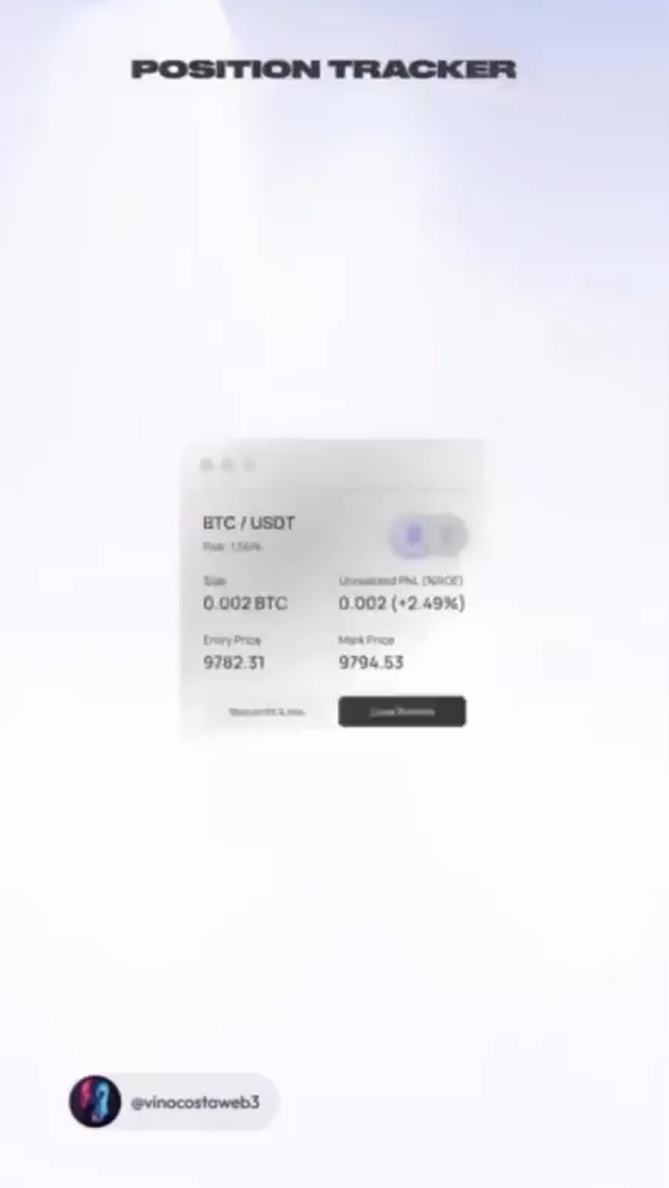 POSITION TRACKER
BTC / USDT
Size
Unrealized PNL (%ROE)
0.002 BTC
0.002 (+2.49%)
Entry Price
Mark Price
9782.31
9794.53
@vinocostaweb3